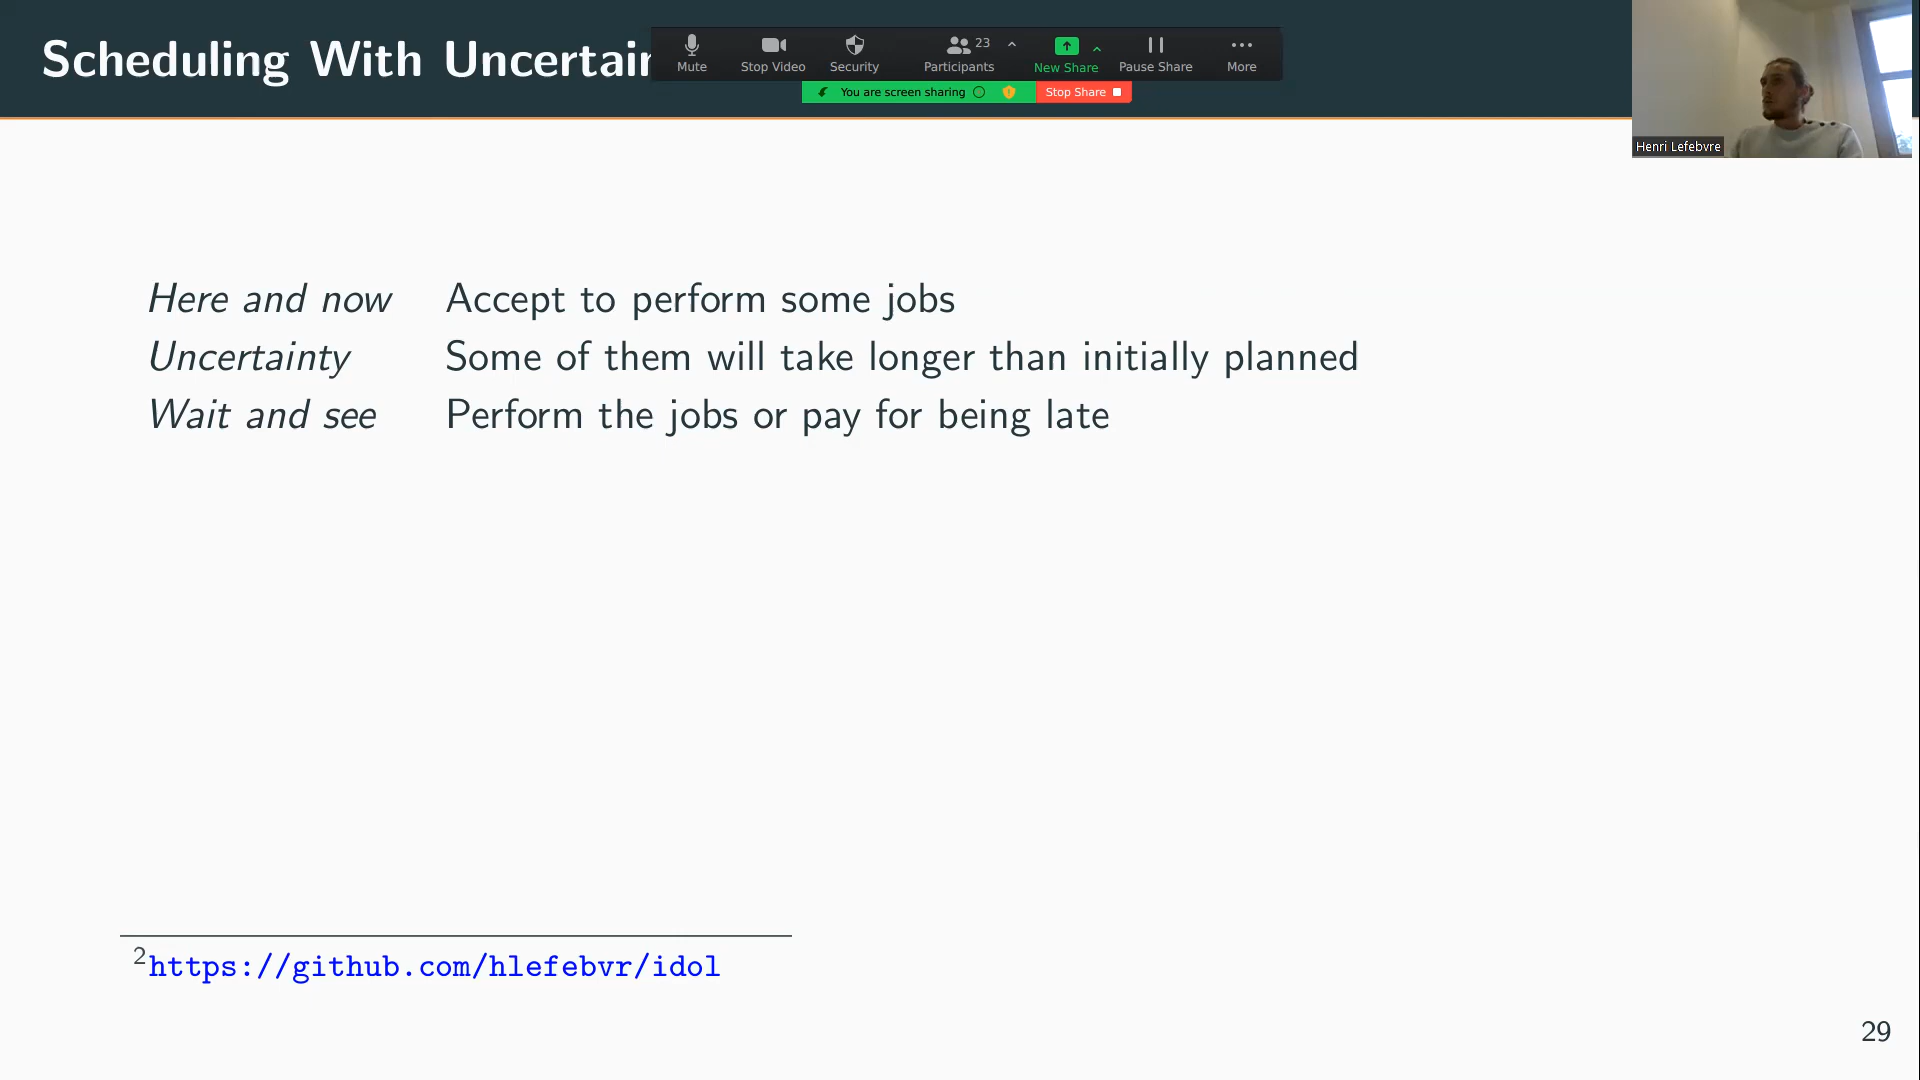 Scheduling With Uncertain
Mute
Stop Video
Security
23
Participants
New Share
Pause Share
More
You are screen sharing
Stop Share
Henri Lefebvre
Here and now Accept to perform some jobs
Uncertainty Some of them will take longer than initially planned
Wait and see Perform the jobs or pay for being late
2https://github.com/hlefebvr/idol
29